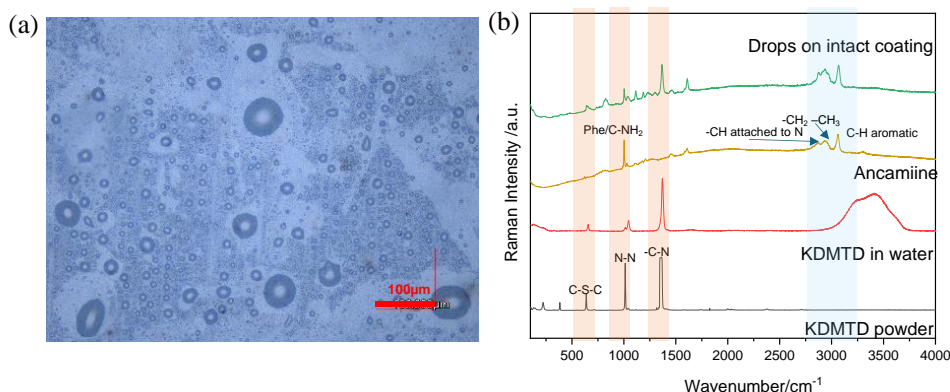 (a)
100µm
(b)
Raman Intensity /a.u.
Drops on intact coating
-CH₂ –CH₃
-CH attached to N
C-H aromatic
Phe/C-NH₂
Ancamiine
KDMTD in water
-C-N
N-N
C-S-C
KDMTD powder
500 1000 1500 2000 2500 3000 3500 4000
Wavenumber/cm⁻¹